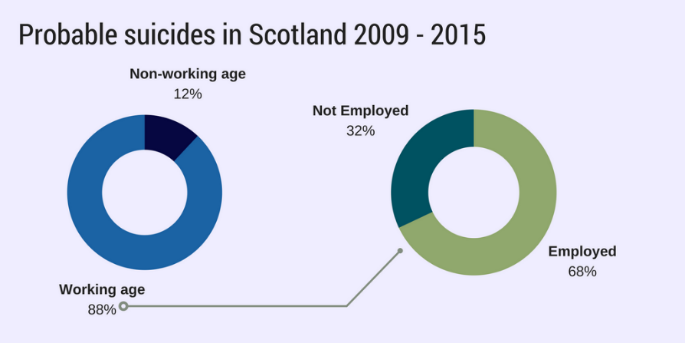 Probable suicides in Scotland 2009 - 2015
Non-working age
12%
Working age
88%
Not Employed
32%
Employed
68%